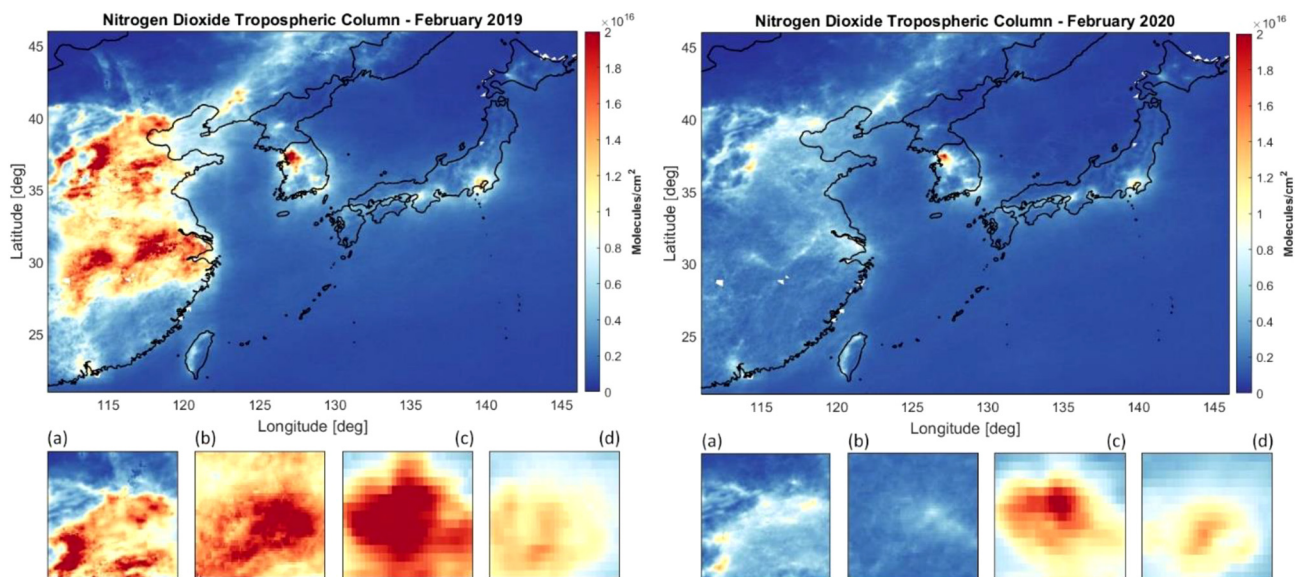 Nitrogen Dioxide Tropospheric Column - February 2019
×10^16
45
40
35
30
25
Latitude [deg]
115 120 125 130 135 140 145
Longitude [deg]
2
1.8
1.6
1.4
1.2
1
0.8
0.6
0.4
0.2
0
Molecules/cm²
(a) (b) (c) (d)
Nitrogen Dioxide Tropospheric Column - February 2020
×10^16
45
40
35
30
25
Latitude [deg]
115 120 125 130 135 140 145
Longitude [deg]
2
1.8
1.6
1.4
1.2
1
0.8
0.6
0.4
0.2
0
Molecules/cm²
(a) (b) (c) (d)